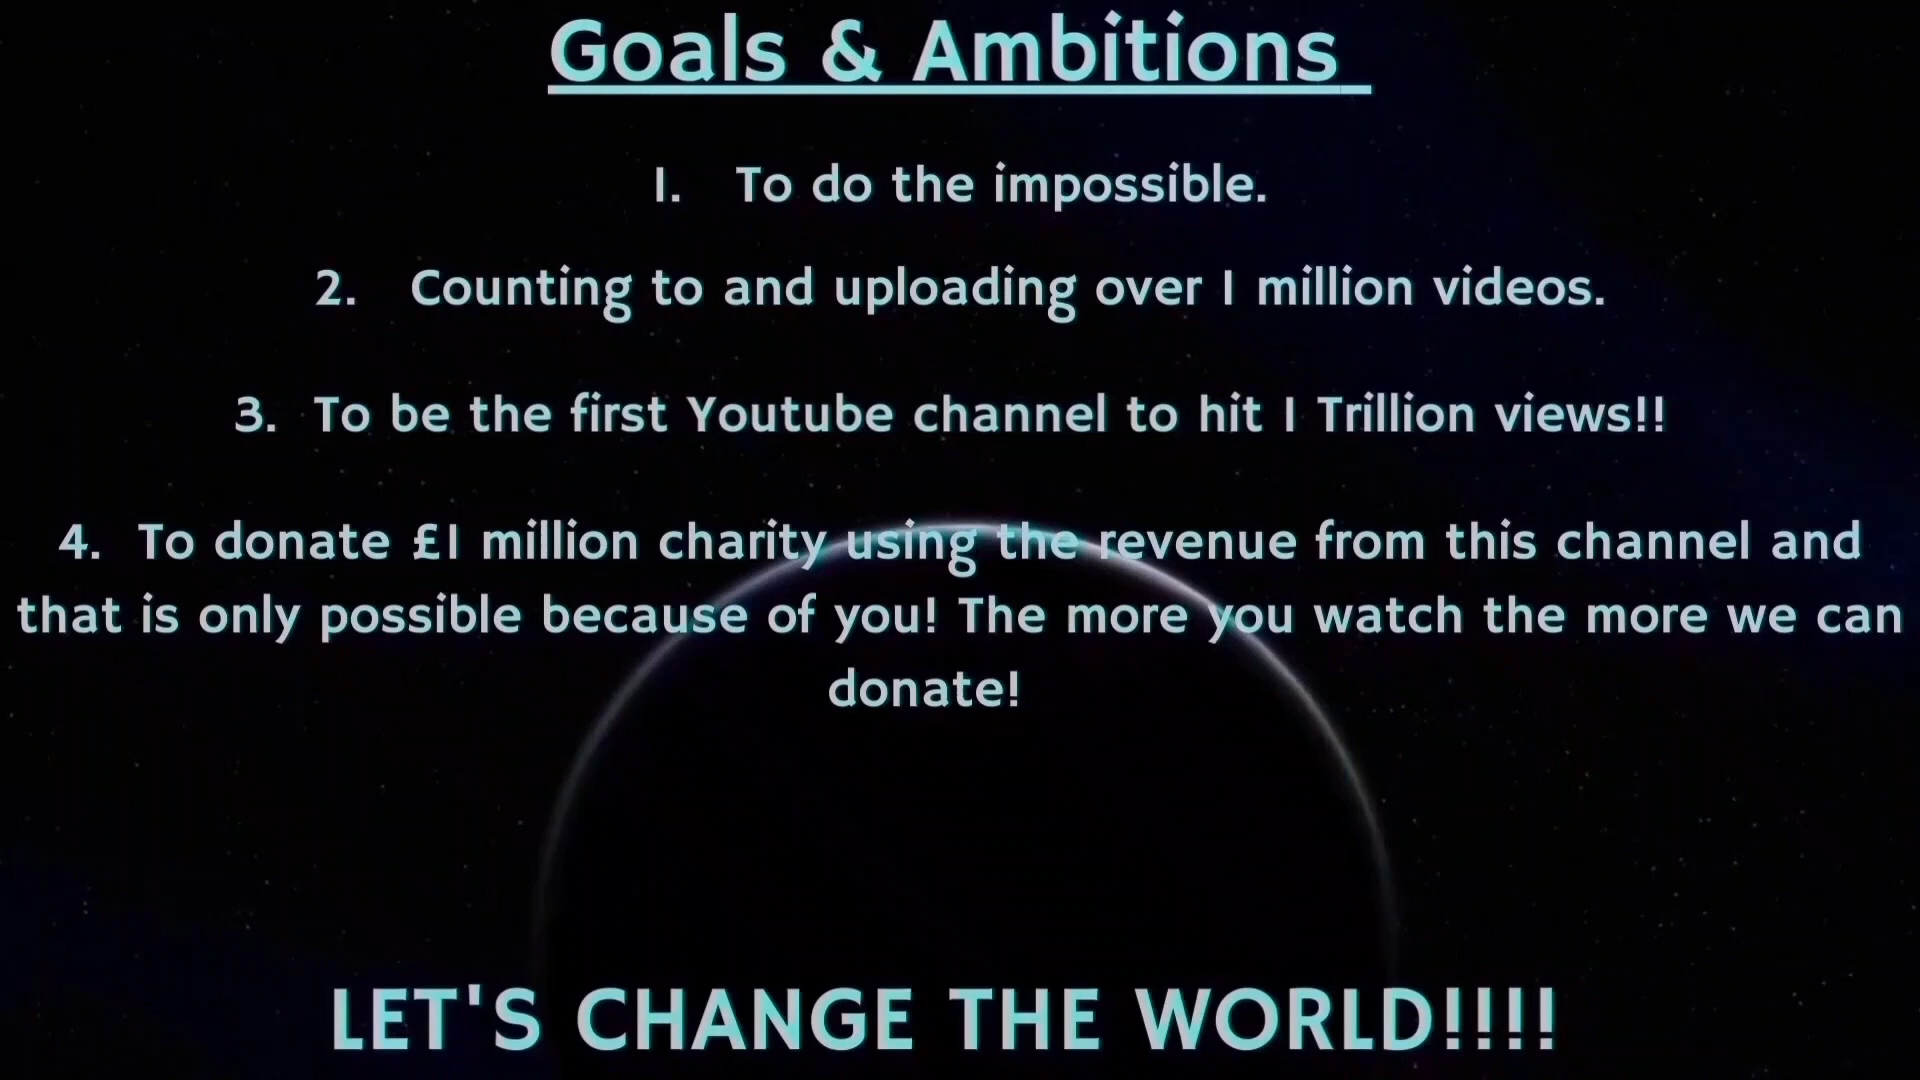 Goals & Ambitions
1. To do the impossible.
2. Counting to and uploading over 1 million videos.
3. To be the first Youtube channel to hit 1 Trillion views!!
4. To donate £1 million charity using the revenue from this channel and
that is only possible because of you! The more you watch the more we can
donate!
LET'S CHANGE THE WORLD!!!!